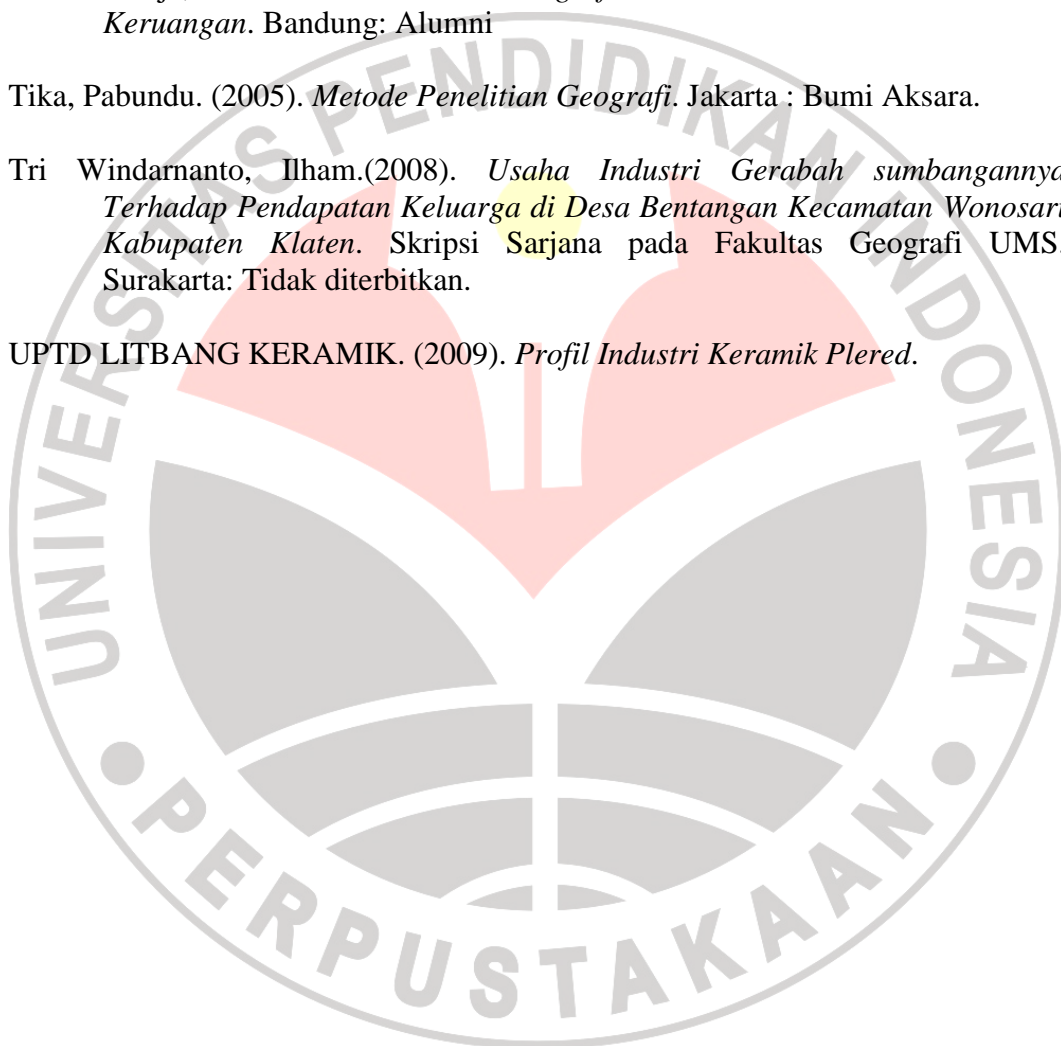 Keruangan. Bandung: Alumni
Tika, Pabundu. (2005). Metode Penelitian Geografi. Jakarta : Bumi Aksara.
Tri Windarnanto, Ilham.(2008). Usaha Industri Gerabah sumbangannya
Terhadap Pendapatan Keluarga di Desa Bentangan Kecamatan Wonosari
Kabupaten Klaten. Skripsi Sarjana pada Fakultas Geografi UMS.
Surakarta: Tidak diterbitkan.
UPTD LITBANG KERAMIK. (2009). Profil Industri Keramik Plered.
UNIVERSITAS PENDIDIKAN INDONESIA
PERPUSTAKAAN